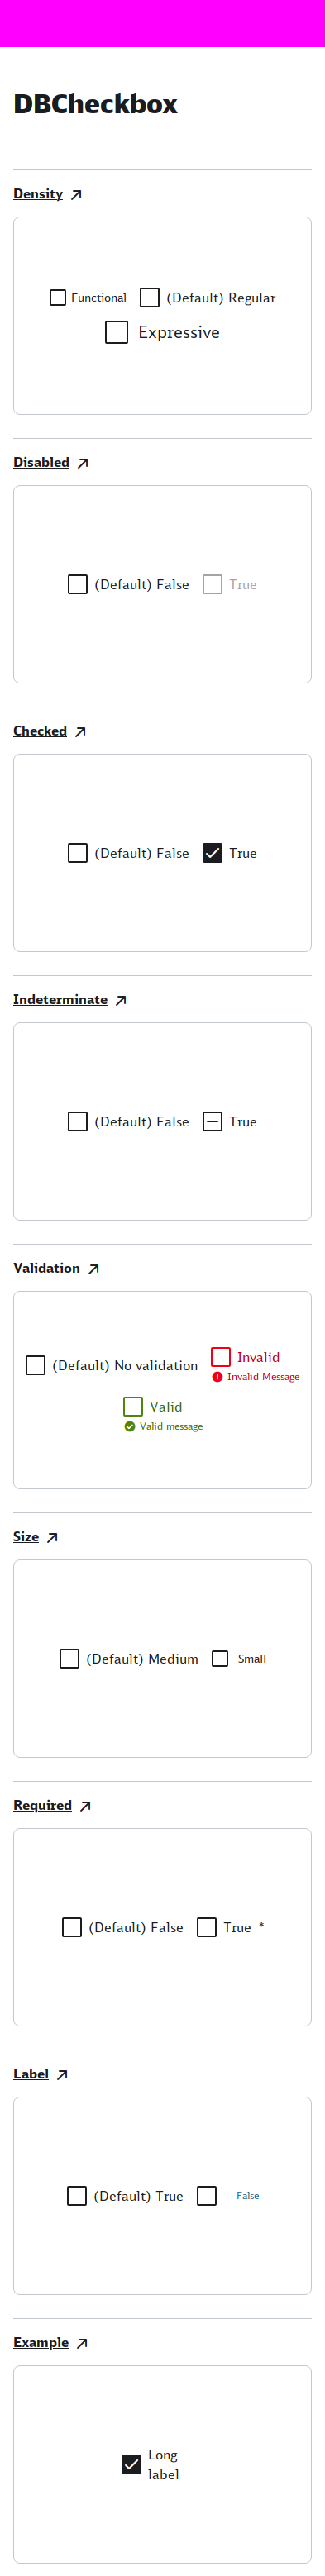 DBCheckbox
Density
Functional (Default) Regular
Expressive
Disabled
(Default) False True
Checked
(Default) False True
Indeterminate
(Default) False True
Validation
(Default) No validation Invalid
Invalid Message
Valid
Valid message
Size
(Default) Medium Small
Required
(Default) False True *
Label
(Default) True False
Example
Long
label